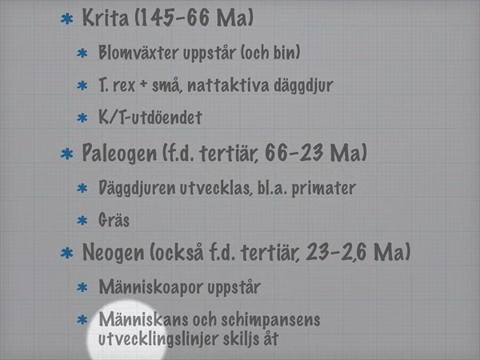 * Krita (145–66 Ma)
* Blomväxter uppstår (och bin)
* T. rex + små, nattaktiva däggdjur
* K/T-utdöendet
* Paleogen (f.d. tertiär, 66–23 Ma)
* Däggdjuren utvecklas, bl.a. primater
* Gräs
* Neogen (också f.d. tertiär, 23–2,6 Ma)
* Människoapor uppstår
* Människans och schimpansens
utvecklingslinjer skiljs åt